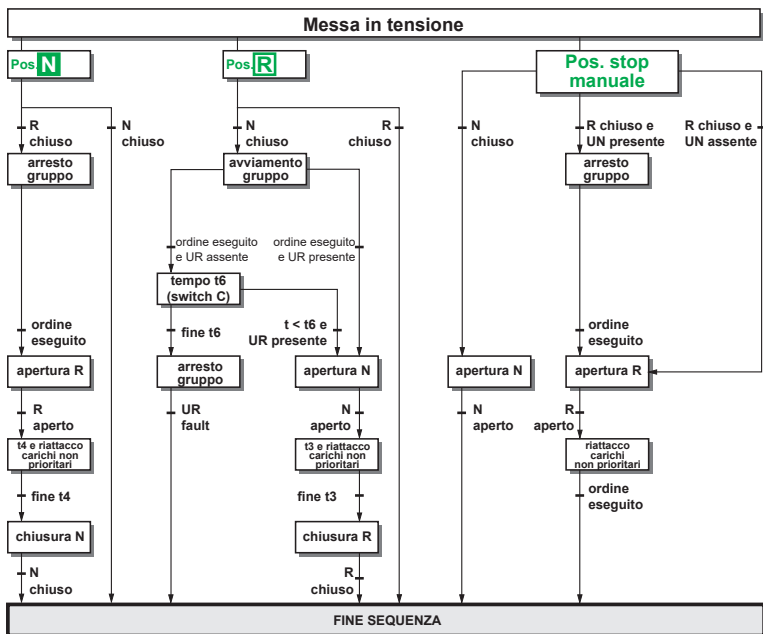 Messa in tensione
Pos. N
Pos. R
Pos. stop
manuale
R
chiuso
N
chiuso
N
chiuso
R
chiuso
N
chiuso
R chiuso e
UN presente
R chiuso e
UN assente
arresto
gruppo
avviamento
gruppo
arresto
gruppo
ordine eseguito
e UR assente
ordine eseguito
e UR presente
tempo t6
(switch C)
ordine
eseguito
fine t6
t < t6 e
UR presente
ordine
eseguito
apertura R
arresto
gruppo
apertura N
apertura N
apertura R
R
aperto
UR
fault
N
aperto
N
aperto
R
aperto
t4 e riattacco
carichi non
prioritari
t3 e riattacco
carichi non
prioritari
riattacco
carichi
non prioritari
fine t4
fine t3
ordine
eseguito
chiusura N
chiusura R
N
chiuso
R
chiuso
FINE SEQUENZA